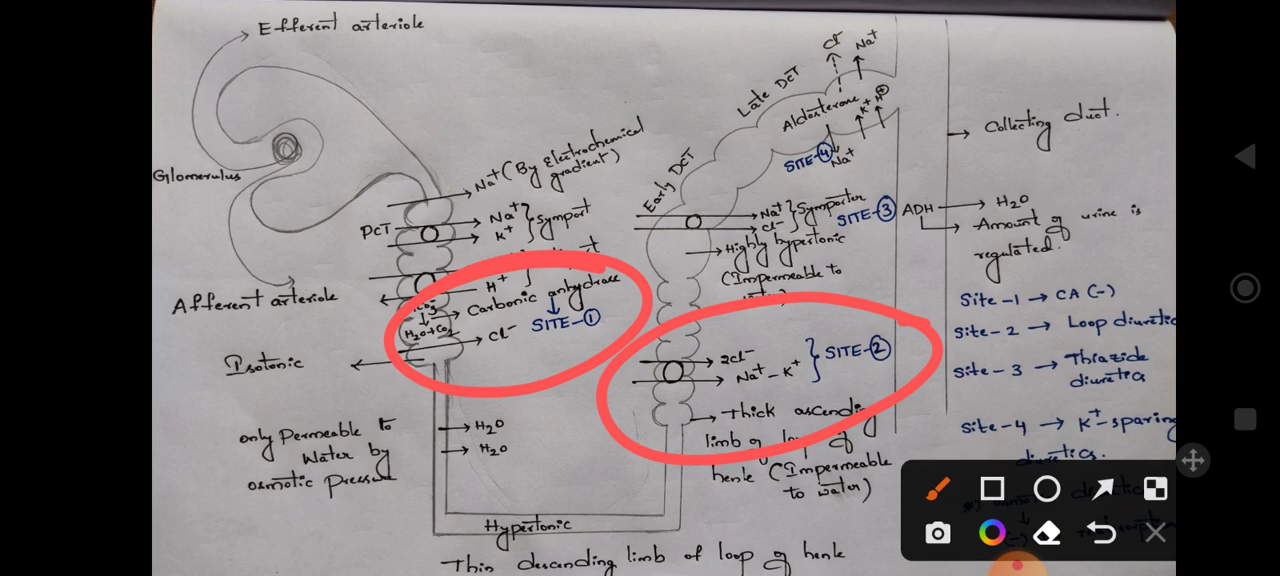 Efferent arteriole
Glomerulus
Afferent arteriole
PCT
Na⁺ (By Electrochemical
gradient)
Na⁺
K⁺
Symport
H⁺
Carbonic anhydrase
H₂O+CO₂
SITE-①
Cl⁻
Isotonic
only Permeable to
Water by
osmotic pressure
H₂O
H₂O
Hypertonic
Thin descending limb of loop of henle
Early DCT
Late DCT
Cl⁻
Na⁺
Aldosterone
K⁺
H⊕
SITE-④
Na⁺
Na⁺
Cl⁻
Symporter
SITE-③
Highly hypertonic
(Impermeable to
2Cl⁻
Na⁺-K⁺
SITE-②
Thick ascending
limb of loop of
henle (Impermeable
to water)
Collecting duct.
ADH
H₂O
Amount of urine is
regulated.
Site-1 → CA (-)
Site-2 → Loop diuretic
Site-3 → Thiazide
diuretics
Site-4 → K⁺-sparing
diuretics.